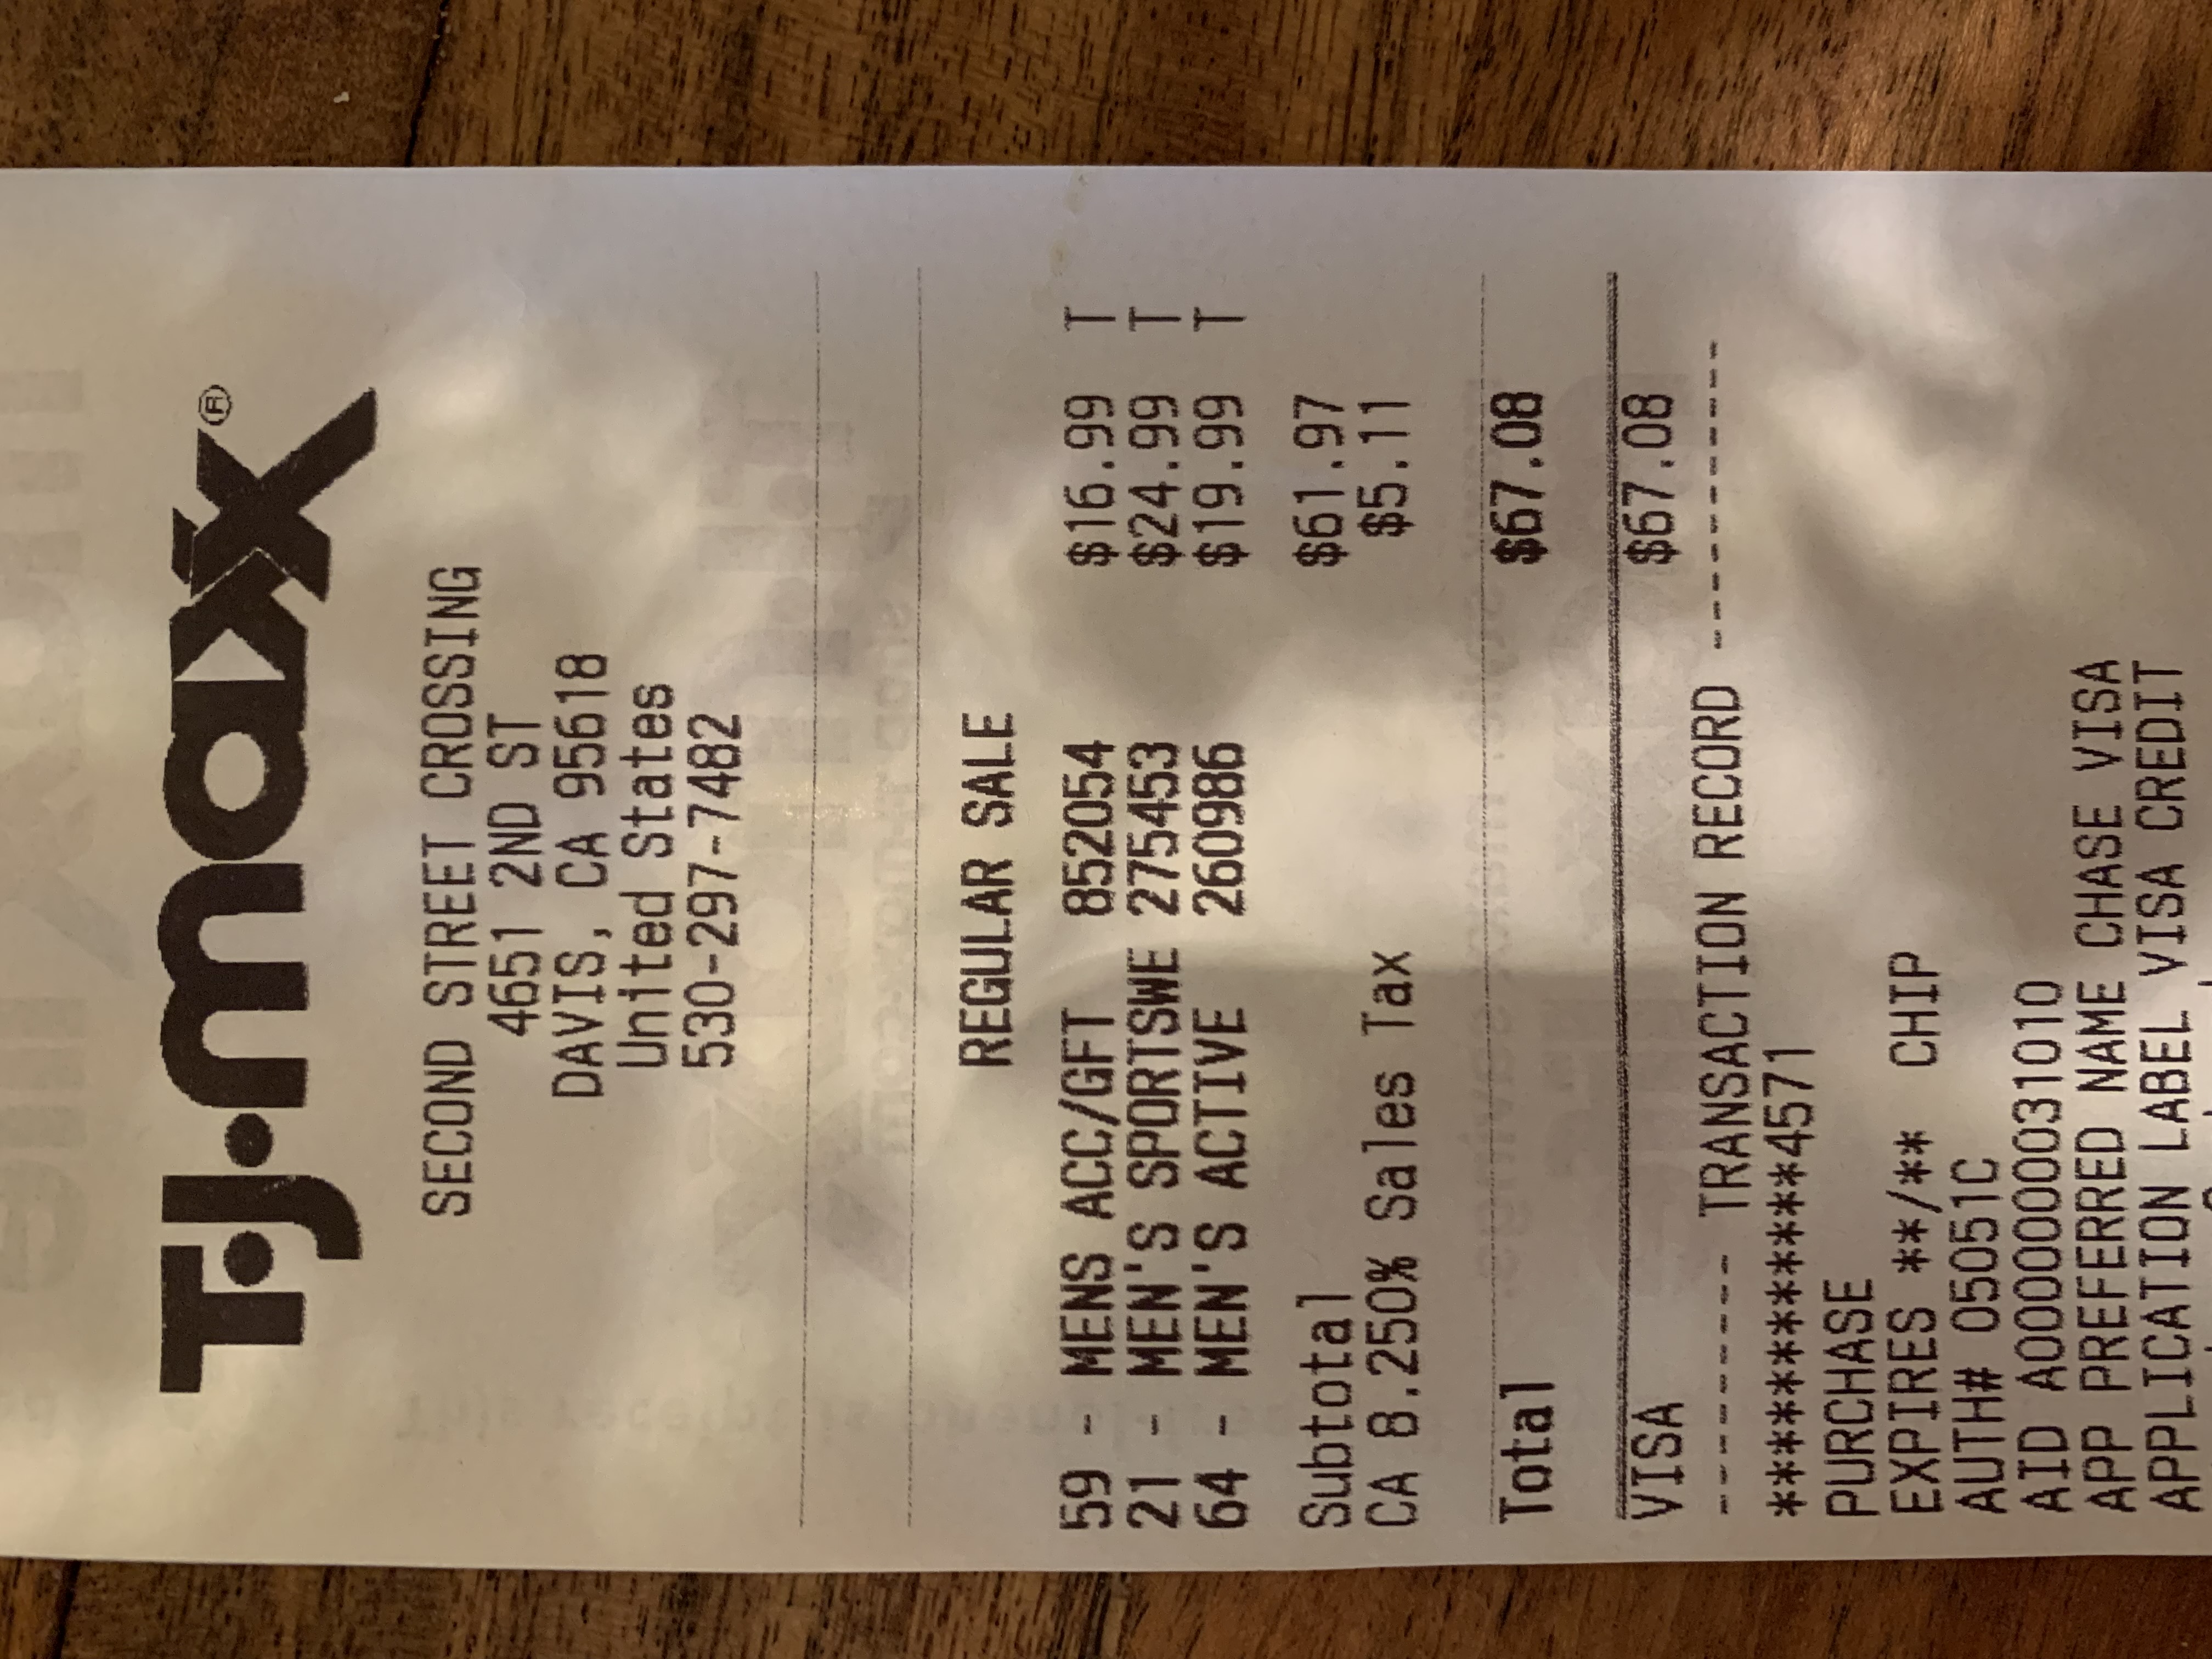 T·J·maxx®
SECOND STREET CROSSING
4651 2ND ST
DAVIS, CA 95618
United States
530-297-7482
REGULAR SALE
59 - MENS ACC/GFT 852054 $16.99 T
21 - MEN'S SPORTSWE 275453 $24.99 T
64 - MEN'S ACTIVE 260986 $19.99 T
Subtotal $61.97
CA 8.250% Sales Tax $5.11
Total $67.08
VISA $67.08
--------- TRANSACTION RECORD -----------
************4571
PURCHASE
EXPIRES **/** CHIP
AUTH# 05051C
AID A0000000031010
APP PREFERRED NAME CHASE VISA
APPLICATION LABEL VISA CREDIT